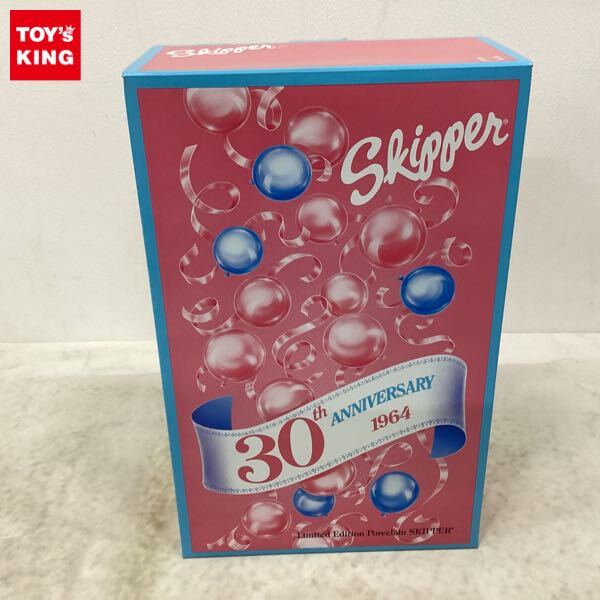 TOY'S
KING
Skipper
Skipper®
30th ANNIVERSARY
1964
Limited Edition Porcelain SKIPPER®